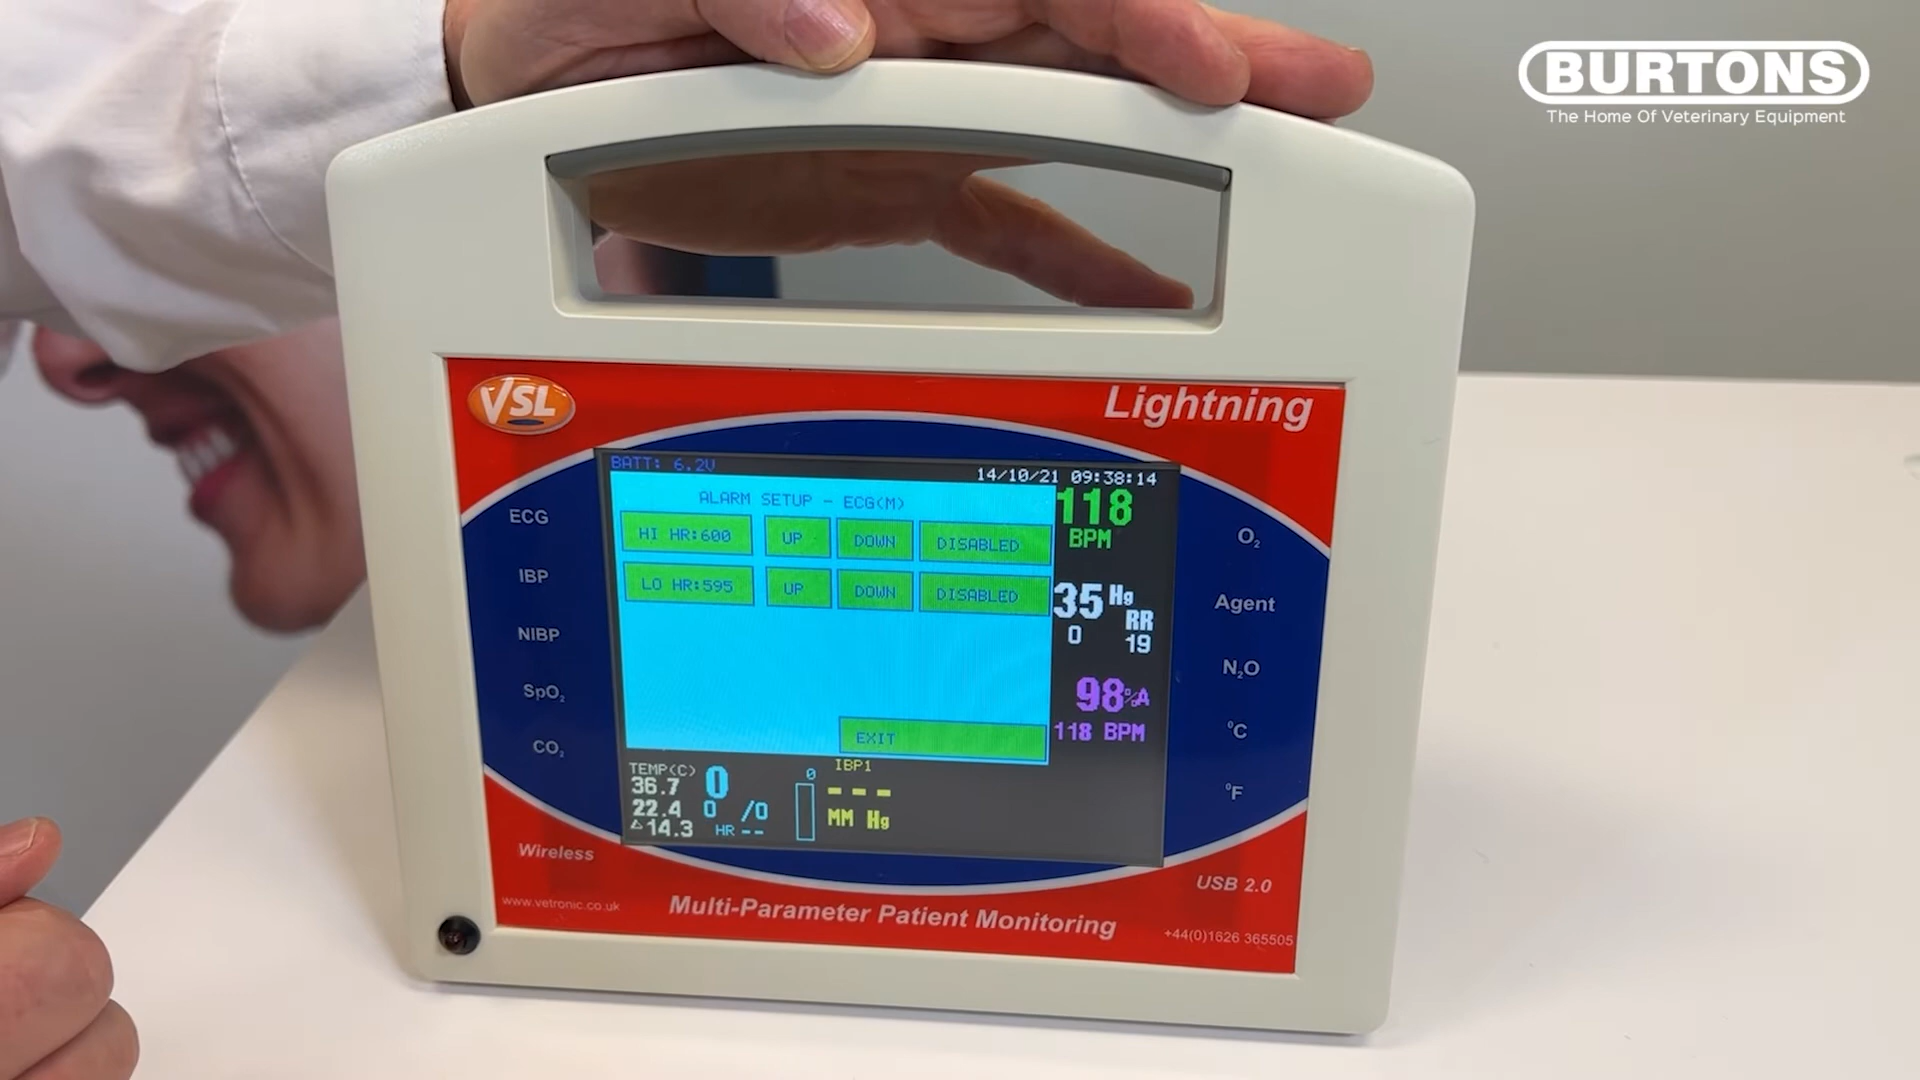 BURTONS
The Home Of Veterinary Equipment
VSL
Lightning
BATT: 6.2V
14/10/21 09:38:14
ALARM SETUP - ECG(M)
HI HR:600 UP DOWN DISABLED
LO HR:595 UP DOWN DISABLED
EXIT
118
BPM
35 Hg
RR
0 19
98%A
118 BPM
TEMP(C)
36.7
22.4
△14.3
0
0 /0
HR --
0
IBP1
---
MM Hg
ECG
IBP
NIBP
SpO₂
CO₂
O₂
Agent
N₂O
°C
°F
Wireless
USB 2.0
www.vetronic.co.uk
Multi-Parameter Patient Monitoring
+44(0)1626 365505